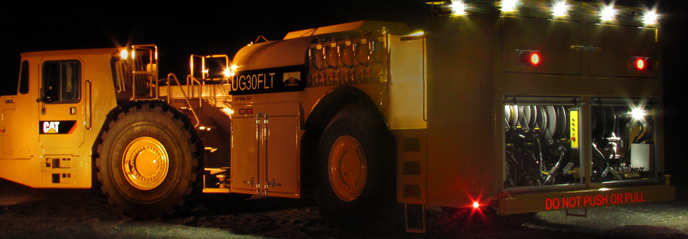 CAT
UG30FLT
DO NOT PUSH OR PULL